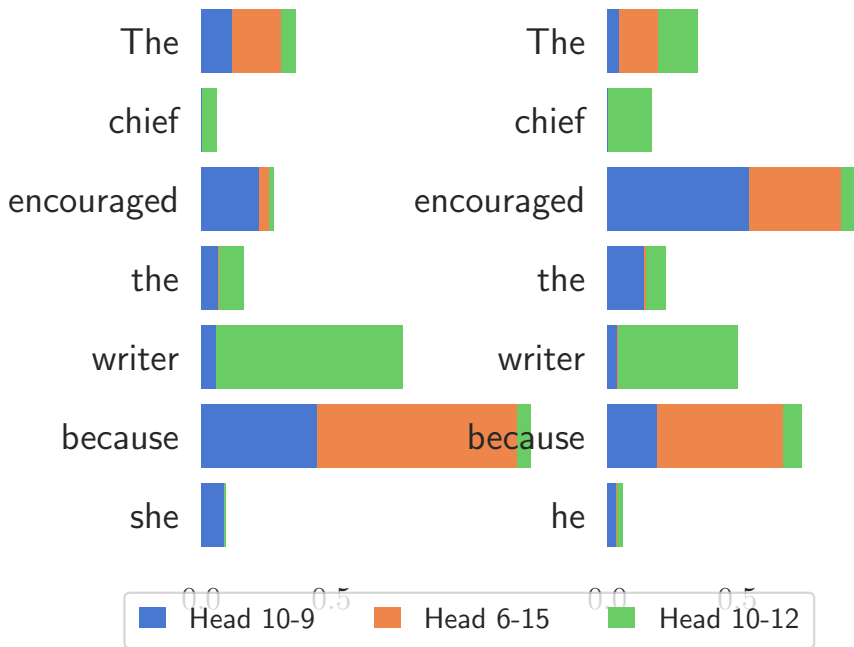 The The
chief chief
encouraged encouraged
the the
writer writer
because because
she he
0.0 0.5 0.0 0.5
Head 10-9 Head 6-15 Head 10-12